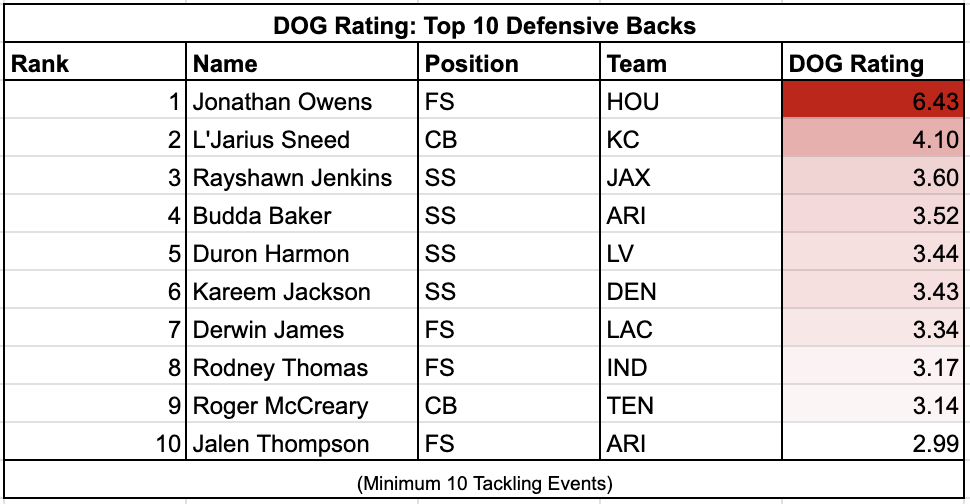 DOG Rating: Top 10 Defensive Backs
Rank Name Position Team DOG Rating
1 Jonathan Owens FS HOU 6.43
2 L'Jarius Sneed CB KC 4.10
3 Rayshawn Jenkins SS JAX 3.60
4 Budda Baker SS ARI 3.52
5 Duron Harmon SS LV 3.44
6 Kareem Jackson SS DEN 3.43
7 Derwin James FS LAC 3.34
8 Rodney Thomas FS IND 3.17
9 Roger McCreary CB TEN 3.14
10 Jalen Thompson FS ARI 2.99
(Minimum 10 Tackling Events)